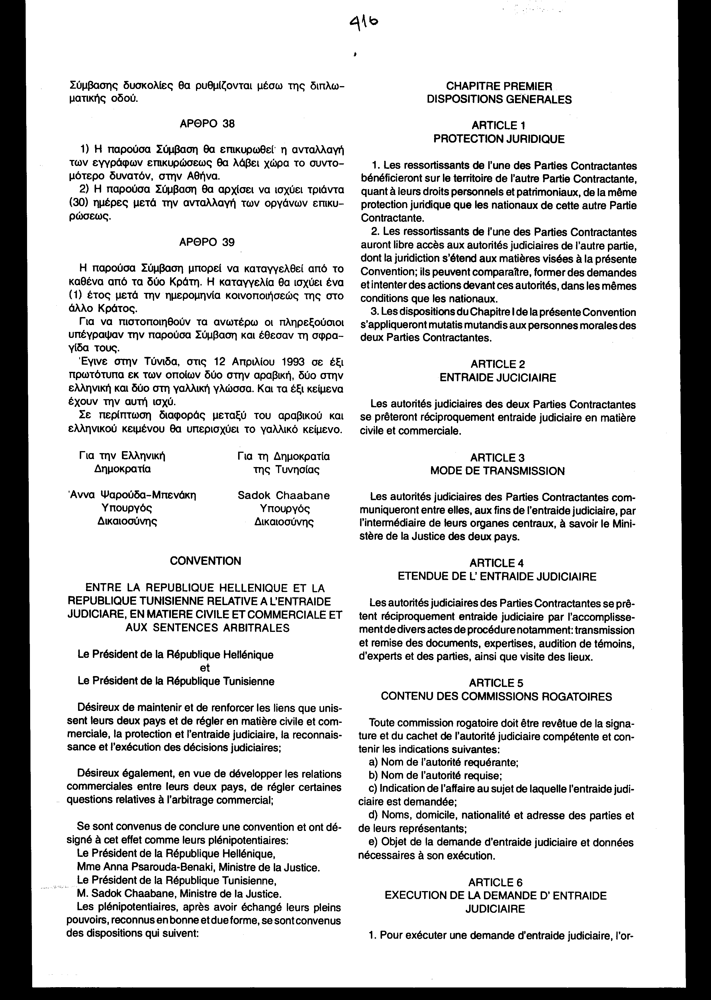 416
Σύμβασης δυσκολίες θα ρυθμίζονται μέσω της διπλω-
ματικής οδού.
ΑΡΘΡΟ 38
1) Η παρούσα Σύμβαση θα επικυρωθεί· η ανταλλαγή
των εγγράφων επικυρώσεως θα λάβει χώρα το συντο-
μότερο δυνατόν, στην Αθήνα.
2) Η παρούσα Σύμβαση θα αρχίσει να ισχύει τριάντα
(30) ημέρες μετά την ανταλλαγή των οργάνων επικυ-
ρώσεως.
ΑΡΘΡΟ 39
Η παρούσα Σύμβαση μπορεί να καταγγελθεί από το
καθένα από τα δύο Κράτη. Η καταγγελία θα ισχύει ένα
(1) έτος μετά την ημερομηνία κοινοποιήσεώς της στο
άλλο Κράτος.
Για να πιστοποιηθούν τα ανωτέρω οι πληρεξούσιοι
υπέγραψαν την παρούσα Σύμβαση και έθεσαν τη σφρα-
γίδα τους.
Έγινε στην Τύνιδα, στις 12 Απριλίου 1993 σε έξι
πρωτότυπα εκ των οποίων δύο στην αραβική, δύο στην
ελληνική και δύο στη γαλλική γλώσσα. Και τα έξι κείμενα
έχουν την αυτή ισχύ.
Σε περίπτωση διαφοράς μεταξύ του αραβικού και
ελληνικού κειμένου θα υπερισχύει το γαλλικό κείμενο.
Για την Ελληνική Για τη Δημοκρατία
Δημοκρατία της Τυνησίας
Άννα Ψαρούδα-Μπενάκη Sadok Chaabane
Υπουργός Υπουργός
Δικαιοσύνης Δικαιοσύνης
CONVENTION
ENTRE LA REPUBLIQUE HELLENIQUE ET LA
REPUBLIQUE TUNISIENNE RELATIVE A L'ENTRAIDE
JUDICIARE, EN MATIERE CIVILE ET COMMERCIALE ET
AUX SENTENCES ARBITRALES
Le Président de la République Hellénique
et
Le Président de la République Tunisienne
Désireux de maintenir et de renforcer les liens que unis-
sent leurs deux pays et de régler en matière civile et com-
merciale, la protection et l'entraide judiciaire, la reconnais-
sance et l'exécution des décisions judiciaires;
Désireux également, en vue de développer les relations
commerciales entre leurs deux pays, de régler certaines
questions relatives à l'arbitrage commercial;
Se sont convenus de conclure une convention et ont dé-
signé à cet effet comme leurs plénipotentiaires:
Le Président de la République Hellénique,
Mme Anna Psarouda-Benaki, Ministre de la Justice.
Le Président de la République Tunisienne,
M. Sadok Chaabane, Ministre de la Justice.
Les plénipotentiaires, après avoir échangé leurs pleins
pouvoirs, reconnus en bonne et due forme, se sont convenus
des dispositions qui suivent:
CHAPITRE PREMIER
DISPOSITIONS GENERALES
ARTICLE 1
PROTECTION JURIDIQUE
1. Les ressortissants de l'une des Parties Contractantes
bénéficieront sur le territoire de l'autre Partie Contractante,
quant à leurs droits personnels et patrimoniaux, de la même
protection juridique que les nationaux de cette autre Partie
Contractante.
2. Les ressortissants de l'une des Parties Contractantes
auront libre accès aux autorités judiciaires de l'autre partie,
dont la juridiction s'étend aux matières visées à la présente
Convention; ils peuvent comparaître, former des demandes
et intenter des actions devant ces autorités, dans les mêmes
conditions que les nationaux.
3. Les dispositions du Chapitre I de la présente Convention
s'appliqueront mutatis mutandis aux personnes morales des
deux Parties Contractantes.
ARTICLE 2
ENTRAIDE JUCICIAIRE
Les autorités judiciaires des deux Parties Contractantes
se prêteront réciproquement entraide judiciaire en matière
civile et commerciale.
ARTICLE 3
MODE DE TRANSMISSION
Les autorités judiciaires des Parties Contractantes com-
muniqueront entre elles, aux fins de l'entraide judiciaire, par
l'intermédiaire de leurs organes centraux, à savoir le Mini-
stère de la Justice des deux pays.
ARTICLE 4
ETENDUE DE L' ENTRAIDE JUDICIAIRE
Les autorités judiciaires des Parties Contractantes se prê-
tent réciproquement entraide judiciaire par l'accomplisse-
ment de divers actes de procédure notamment: transmission
et remise des documents, expertises, audition de témoins,
d'experts et des parties, ainsi que visite des lieux.
ARTICLE 5
CONTENU DES COMMISSIONS ROGATOIRES
Toute commission rogatoire doit être revêtue de la signa-
ture et du cachet de l'autorité judiciaire compétente et con-
tenir les indications suivantes:
a) Nom de l'autorité requérante;
b) Nom de l'autorité requise;
c) Indication de l'affaire au sujet de laquelle l'entraide judi-
ciaire est demandée;
d) Noms, domicile, nationalité et adresse des parties et
de leurs représentants;
e) Objet de la demande d'entraide judiciaire et données
nécessaires à son exécution.
ARTICLE 6
EXECUTION DE LA DEMANDE D' ENTRAIDE
JUDICIAIRE
1. Pour exécuter une demande d'entraide judiciaire, l'or-